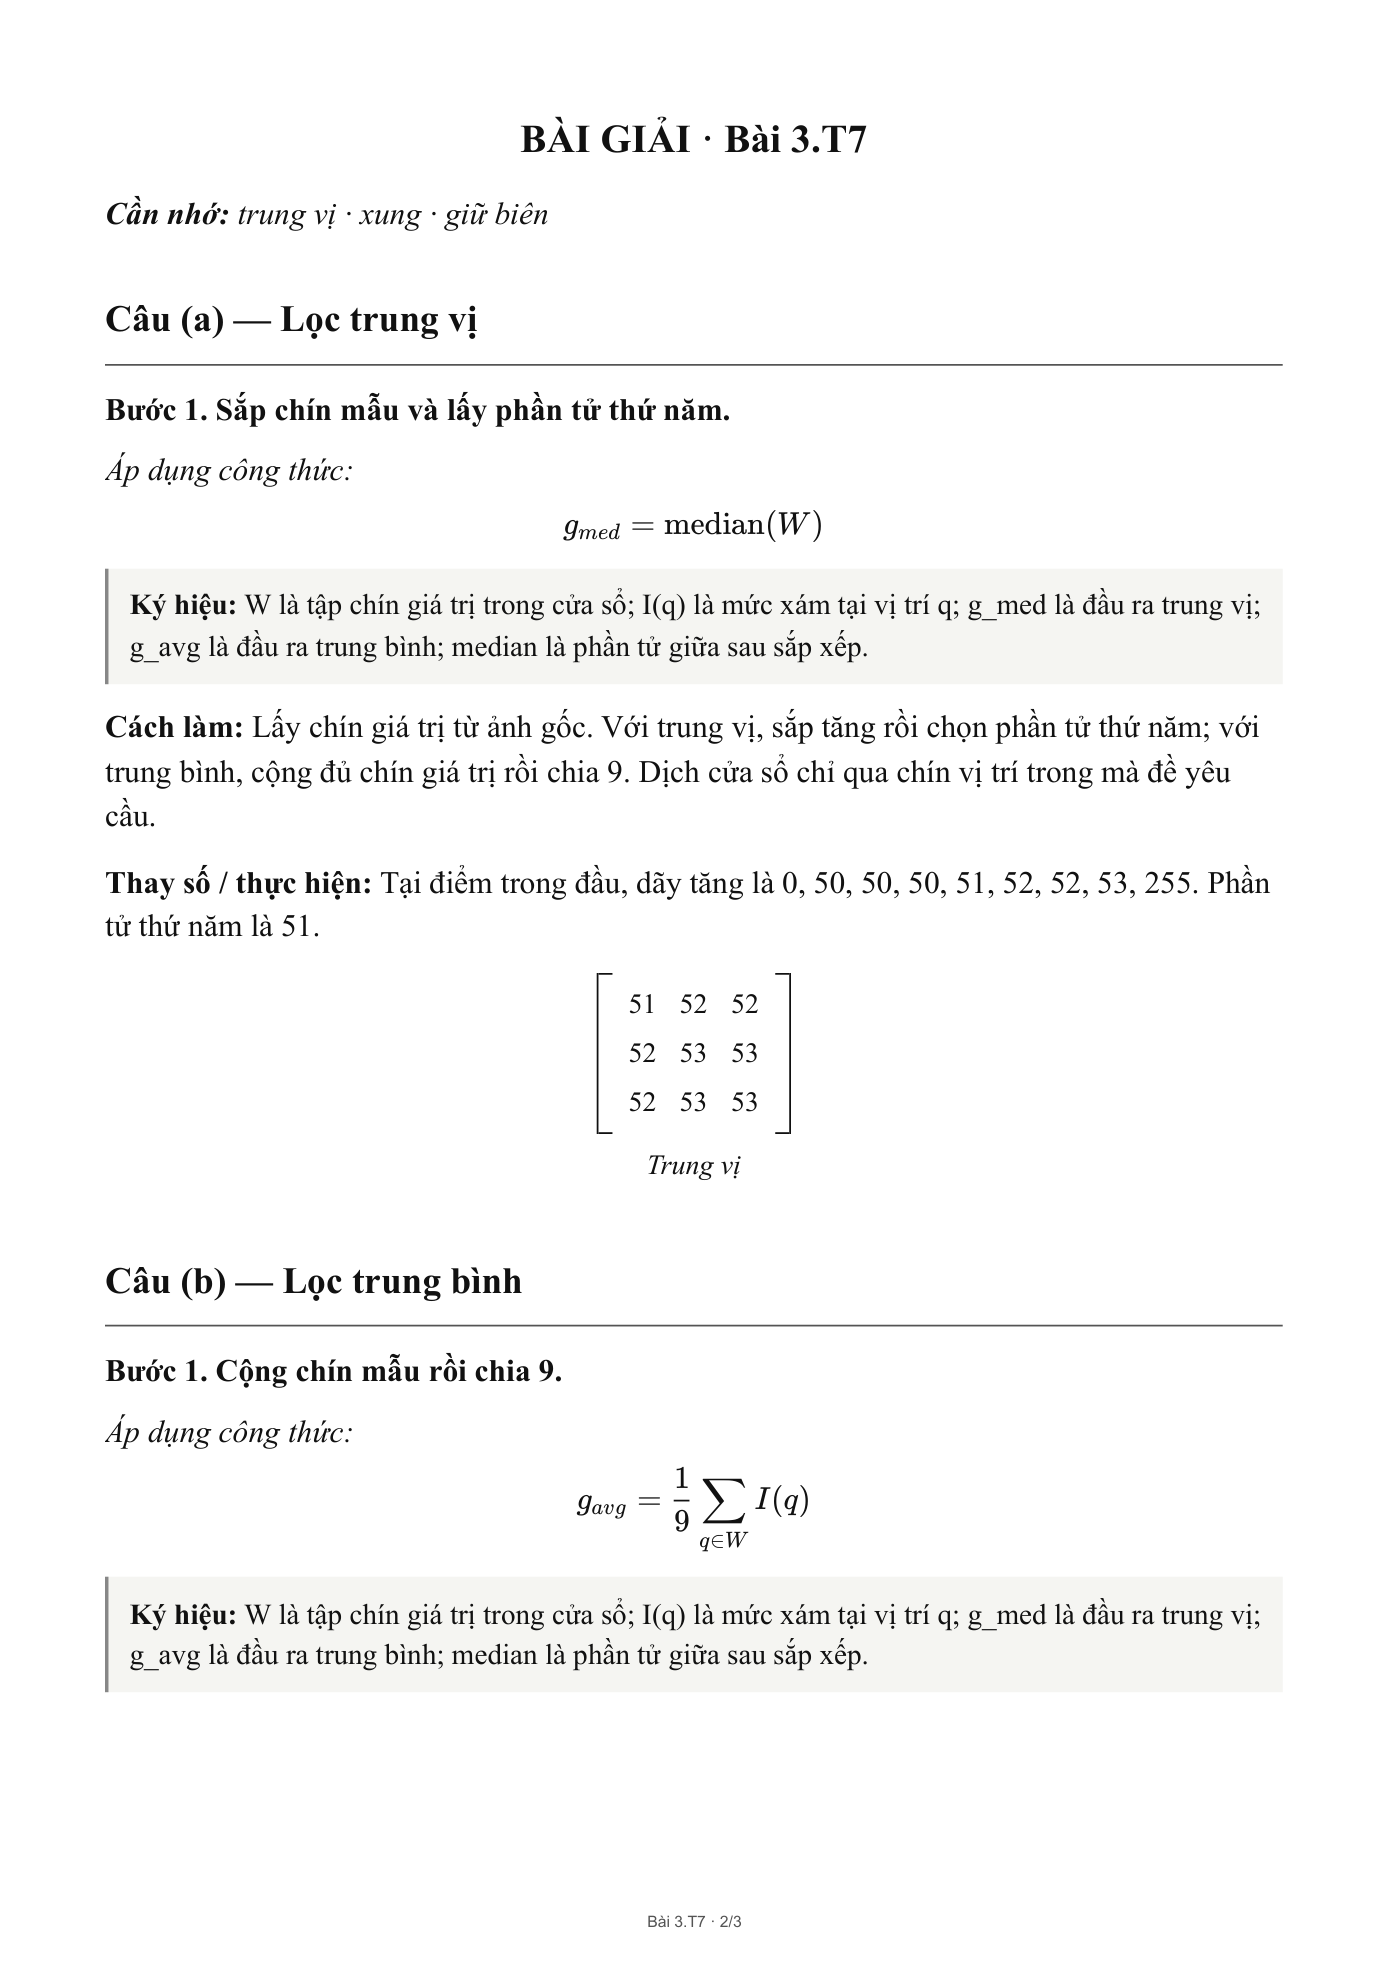 BÀI GIẢI · Bài 3.T7
Cần nhớ: trung vị · xung · giữ biên
Câu (a) — Lọc trung vị
Bước 1. Sắp chín mẫu và lấy phần tử thứ năm.
Áp dụng công thức:
g_med = median(W)
Ký hiệu: W là tập chín giá trị trong cửa sổ; I(q) là mức xám tại vị trí q; g_med là đầu ra trung vị;
g_avg là đầu ra trung bình; median là phần tử giữa sau sắp xếp.
Cách làm: Lấy chín giá trị từ ảnh gốc. Với trung vị, sắp tăng rồi chọn phần tử thứ năm; với
trung bình, cộng đủ chín giá trị rồi chia 9. Dịch cửa sổ chỉ qua chín vị trí trong mà đề yêu
cầu.
Thay số / thực hiện: Tại điểm trong đầu, dãy tăng là 0, 50, 50, 50, 51, 52, 52, 53, 255. Phần
tử thứ năm là 51.
51 52 52
52 53 53
52 53 53
Trung vị
Câu (b) — Lọc trung bình
Bước 1. Cộng chín mẫu rồi chia 9.
Áp dụng công thức:
g_avg = 1/9 ∑_{q∈W} I(q)
Ký hiệu: W là tập chín giá trị trong cửa sổ; I(q) là mức xám tại vị trí q; g_med là đầu ra trung vị;
g_avg là đầu ra trung bình; median là phần tử giữa sau sắp xếp.
Bài 3.T7 · 2/3